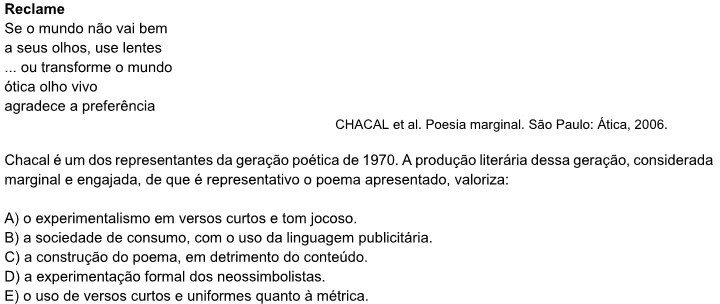 Reclame
Se o mundo não vai bem
a seus olhos, use lentes
... ou transforme o mundo
ótica olho vivo
agradece a preferência
CHACAL et al. Poesia marginal. São Paulo: Ática, 2006.
Chacal é um dos representantes da geração poética de 1970. A produção literária dessa geração, considerada
marginal e engajada, de que é representativo o poema apresentado, valoriza:
A) o experimentalismo em versos curtos e tom jocoso.
B) a sociedade de consumo, com o uso da linguagem publicitária.
C) a construção do poema, em detrimento do conteúdo.
D) a experimentação formal dos neossimbolistas.
E) o uso de versos curtos e uniformes quanto à métrica.